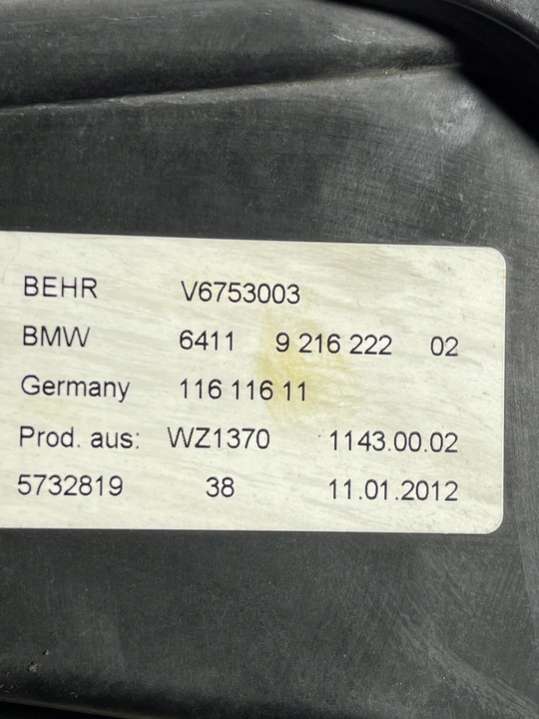 BEHR V6753003
BMW 6411 9 216 222 02
Germany 116 116 11
Prod. aus: WZ1370 1143.00.02
5732819 38 11.01.2012